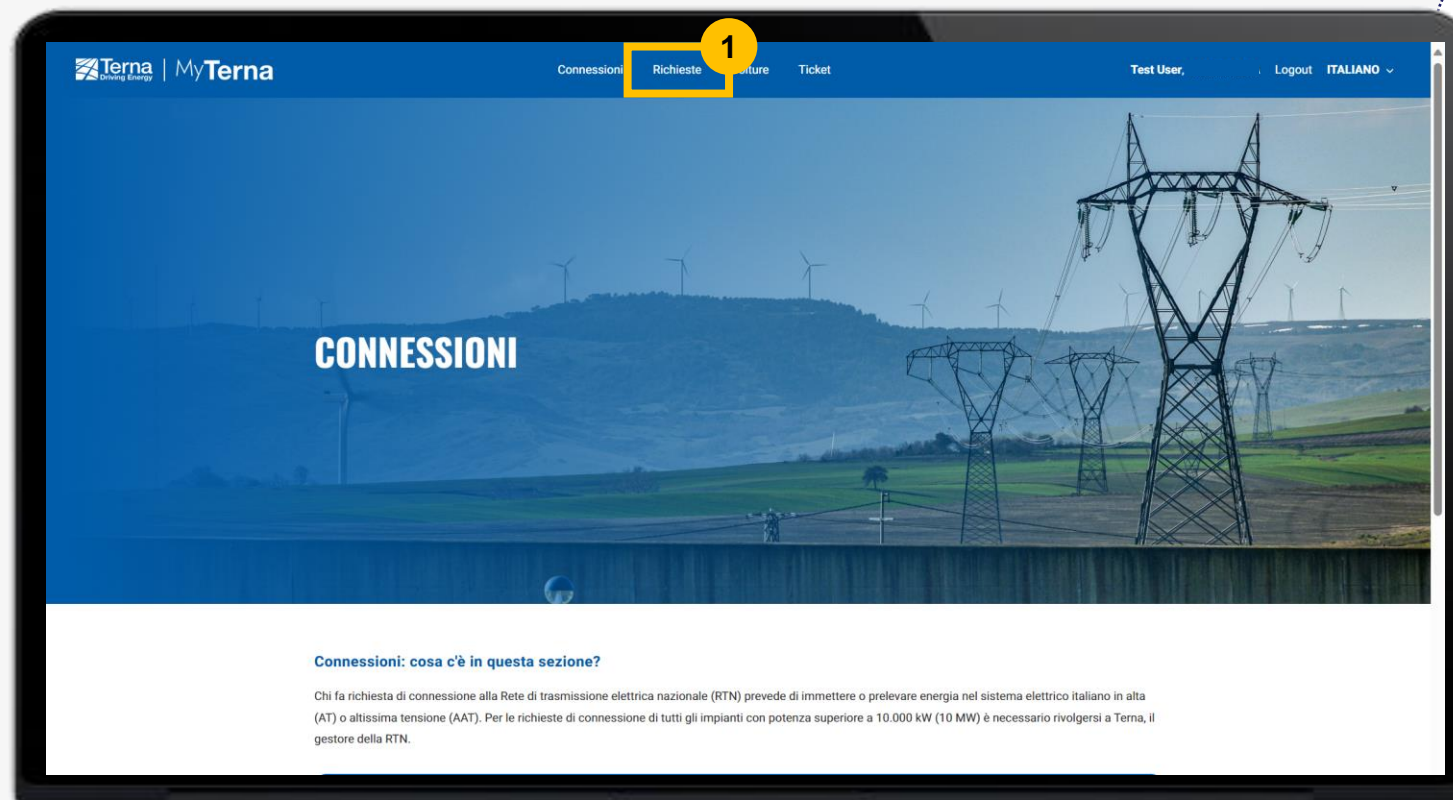 1
Terna
Driving Energy
MyTerna
Connessioni Richieste Ticket
Test User, Logout ITALIANO
CONNESSIONI
Connessioni: cosa c'è in questa sezione?
Chi fa richiesta di connessione alla Rete di trasmissione elettrica nazionale (RTN) prevede di immettere o prelevare energia nel sistema elettrico italiano in alta
(AT) o altissima tensione (AAT). Per le richieste di connessione di tutti gli impianti con potenza superiore a 10.000 kW (10 MW) è necessario rivolgersi a Terna, il
gestore della RTN.